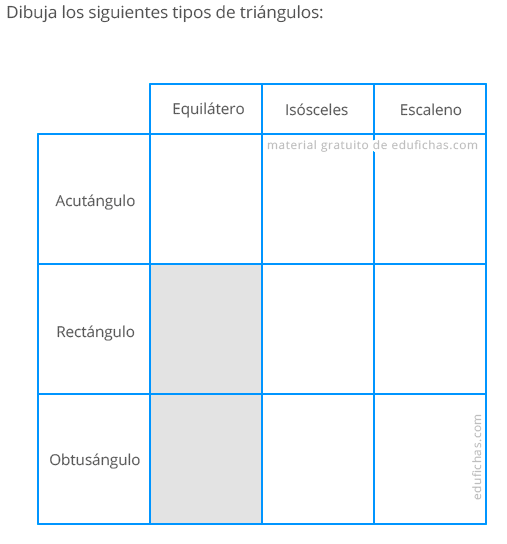 Dibuja los siguientes tipos de triángulos:
Equilátero Isósceles Escaleno
material gratuito de edufichas.com
Acutángulo
Rectángulo
Obtusángulo
edufichas.com